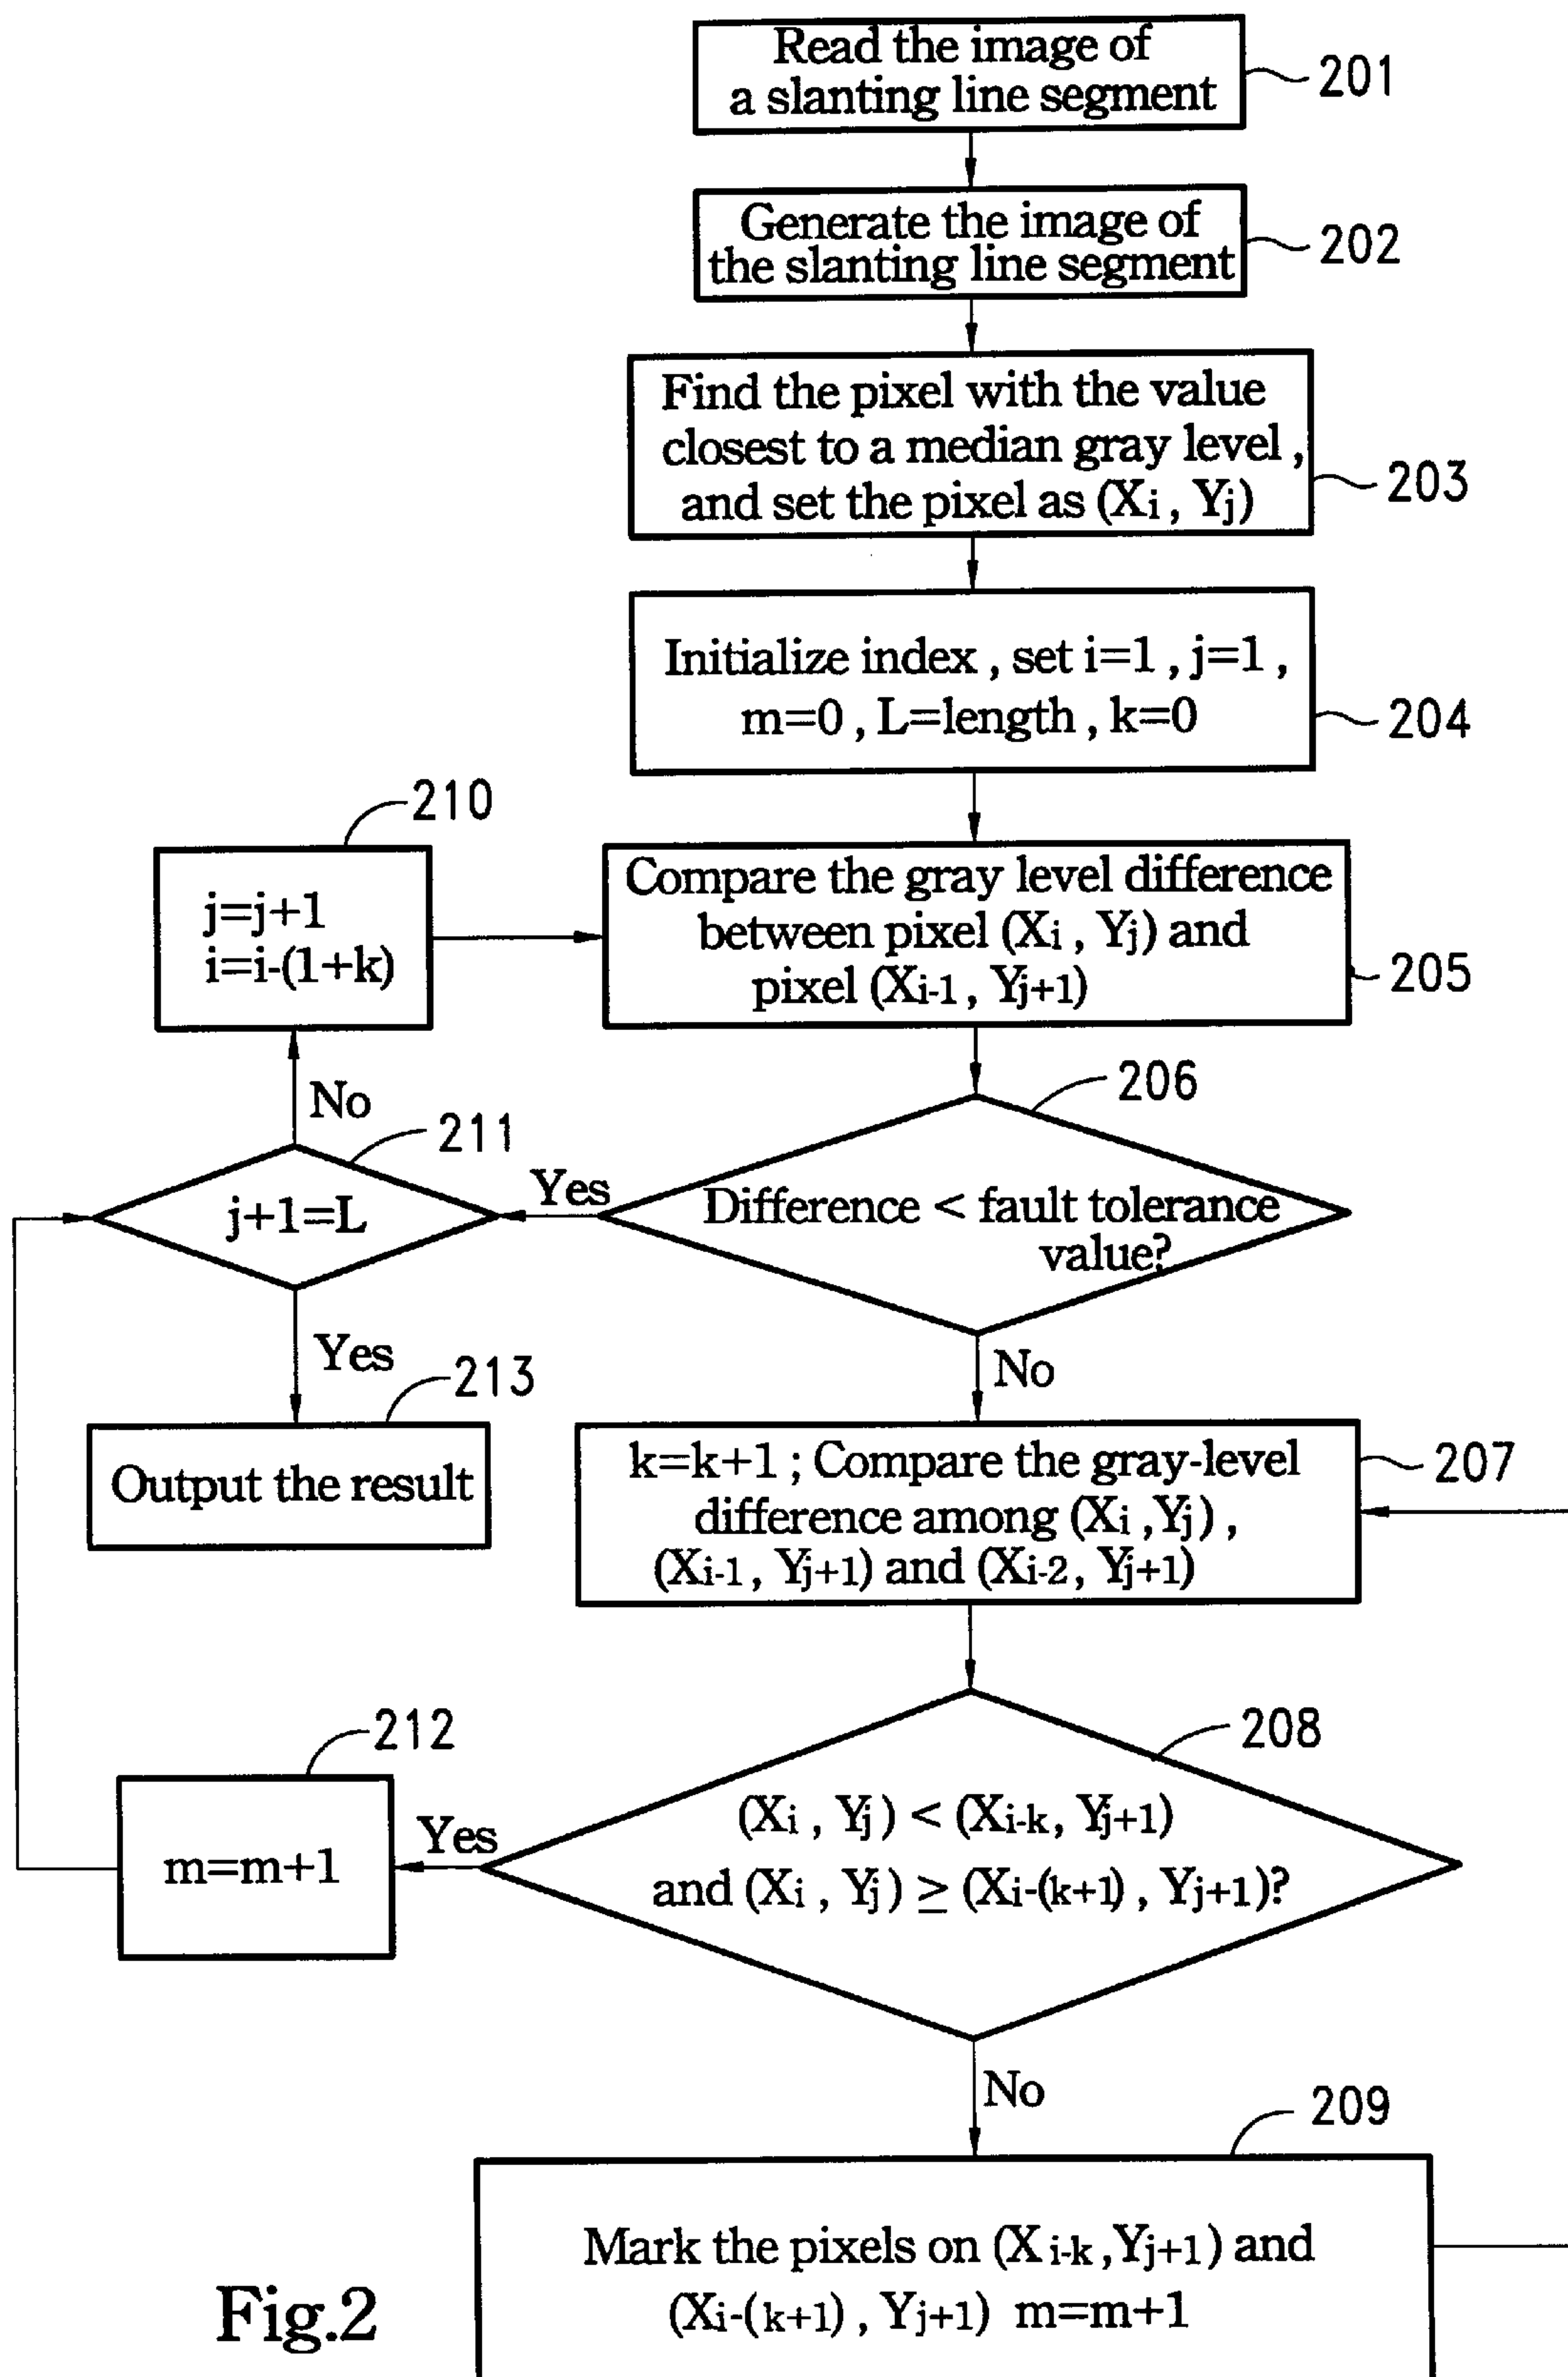 Read the image of
a slanting line segment
201
Generate the image of
the slanting line segment
202
Find the pixel with the value
closest to a median gray level ,
and set the pixel as (Xi , Yj)
203
Initialize index , set i=1 , j=1 ,
m=0 , L=length , k=0
204
210
j=j+1
i=i-(1+k)
Compare the gray level difference
between pixel (Xi , Yj) and
pixel (Xi-1 , Yj+1)
205
No
206
211
j+1=L
Yes
Difference < fault tolerance
value?
Yes
No
213
Output the result
k=k+1 ; Compare the gray-level
difference among (Xi ,Yj) ,
(Xi-1 , Yj+1) and (Xi-2 , Yj+1)
207
212
m=m+1
Yes
208
(Xi , Yj) < (Xi-k , Yj+1)
and (Xi , Yj) ≥ (Xi-(k+1) , Yj+1)?
No
209
Mark the pixels on (X i-k ,Yj+1) and
(Xi-(k+1) , Yj+1) m=m+1
Fig.2